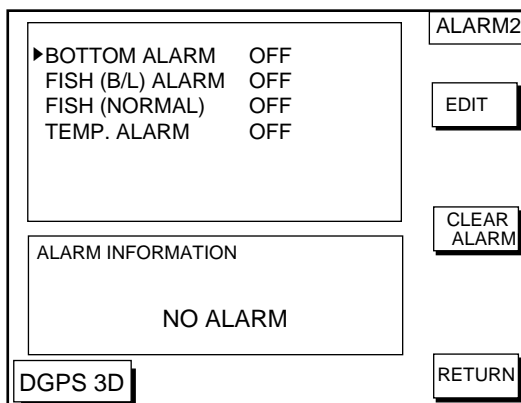 ALARM2
▶BOTTOM ALARM OFF
FISH (B/L) ALARM OFF
FISH (NORMAL) OFF
TEMP. ALARM OFF
EDIT
CLEAR
ALARM
ALARM INFORMATION
NO ALARM
DGPS 3D
RETURN